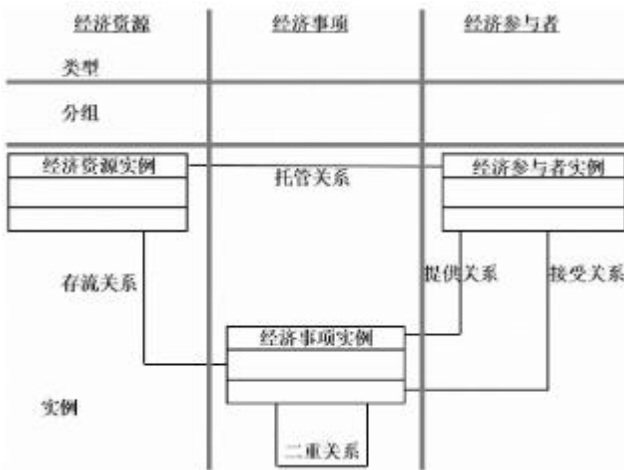 经济资源 经济事项 经济参与者
类型
分组
经济资源实例 经济参与者实例
托管关系
存流关系 提供关系 接受关系
经济事项实例
实例
二重关系